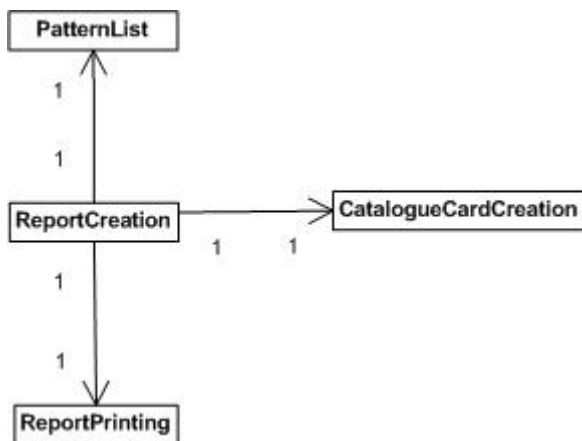 PatternList
1
1
ReportCreation
CatalogueCardCreation
1 1
1
1
ReportPrinting